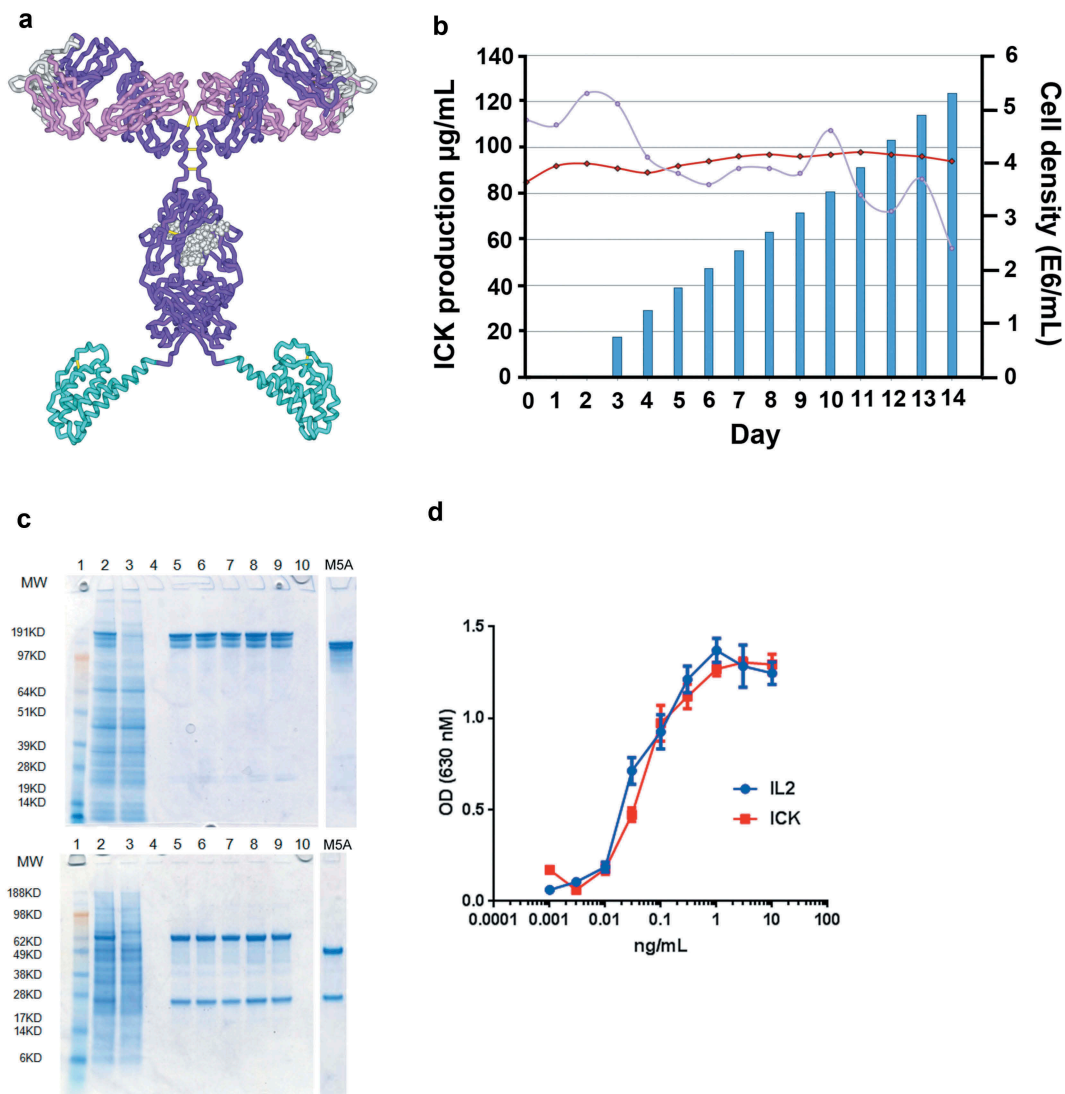 a
b
ICK production µg/mL
140
120
100
80
60
40
20
0
6
5
4
3
2
1
0
Cell density (E6/mL)
0 1 2 3 4 5 6 7 8 9 10 11 12 13 14
Day
c
MW 1 2 3 4 5 6 7 8 9 10 M5A
191KD
97KD
64KD
51KD
39KD
28KD
19KD
14KD
MW 1 2 3 4 5 6 7 8 9 10 M5A
188KD
98KD
62KD
49KD
38KD
28KD
17KD
14KD
6KD
d
OD (630 nM)
1.5
1.0
0.5
0.0
IL2
ICK
0.0001 0.001 0.01 0.1 1 10 100
ng/mL